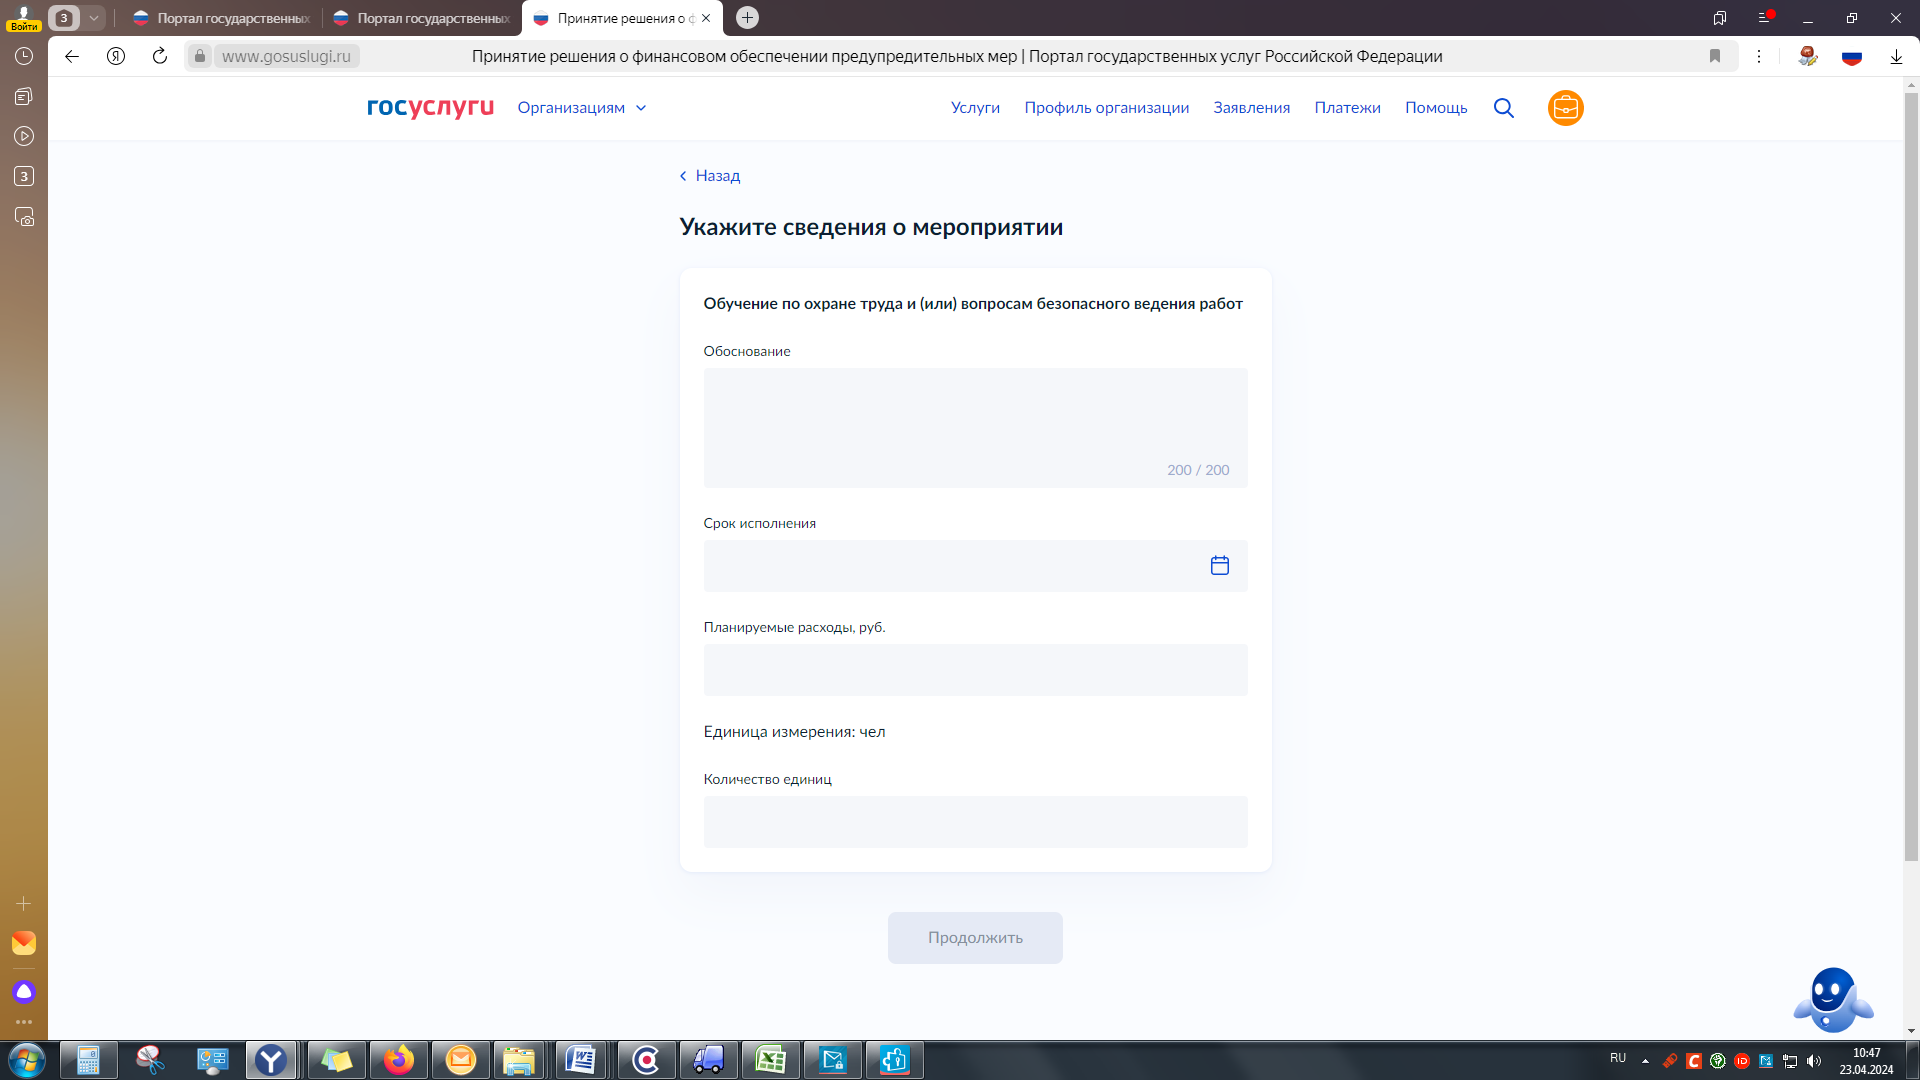 Войти
3
Портал государственных
Портал государственных
Принятие решения о ф
www.gosuslugi.ru
Принятие решения о финансовом обеспечении предупредительных мер | Портал государственных услуг Российской Федерации
3
госуслуги
Организациям
Услуги
Профиль организации
Заявления
Платежи
Помощь
Назад
Укажите сведения о мероприятии
Обучение по охране труда и (или) вопросам безопасного ведения работ
Обоснование
200 / 200
Срок исполнения
Планируемые расходы, руб.
Единица измерения: чел
Количество единиц
Продолжить
RU
10:47
23.04.2024